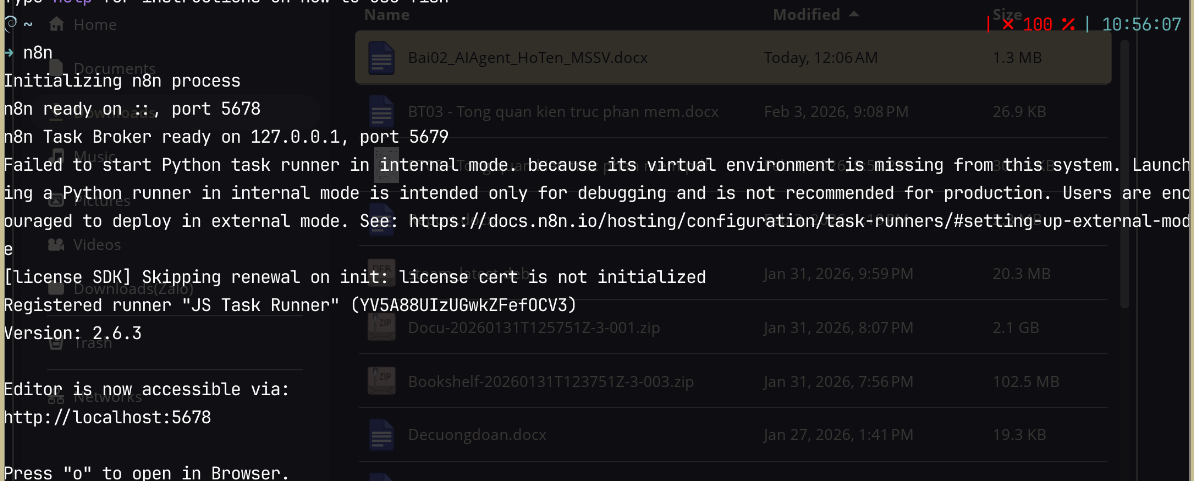 Type help for instructions on how to use fish
~ | × 100 % | 10:56:07
→ n8n
Initializing n8n process
n8n ready on ::, port 5678
n8n Task Broker ready on 127.0.0.1, port 5679
Failed to start Python task runner in internal mode. because its virtual environment is missing from this system. Launch
ing a Python runner in internal mode is intended only for debugging and is not recommended for production. Users are enc
ouraged to deploy in external mode. See: https://docs.n8n.io/hosting/configuration/task-runners/#setting-up-external-mod
e
[license SDK] Skipping renewal on init: license cert is not initialized
Registered runner "JS Task Runner" (YV5A88UIzUGwkZFefOCV3)
Version: 2.6.3
Editor is now accessible via:
http://localhost:5678
Press "o" to open in Browser.
Home
Documents
Downloads
Music
Pictures
Videos
Downloads(Zalo)
Trash
Networks
Name Modified Size
Bai02_AIAgent_HoTen_MSSV.docx Today, 12:06 AM 1.3 MB
BT03 - Tong quan kien truc phan mem.docx Feb 3, 2026, 9:08 PM 26.9 KB
Jan 31, 2026, 9:59 PM 20.3 MB
Docu-20260131T125751Z-3-001.zip Jan 31, 2026, 8:07 PM 2.1 GB
Bookshelf-20260131T123751Z-3-003.zip Jan 31, 2026, 7:56 PM 102.5 MB
Decuongdoan.docx Jan 27, 2026, 1:41 PM 19.3 KB